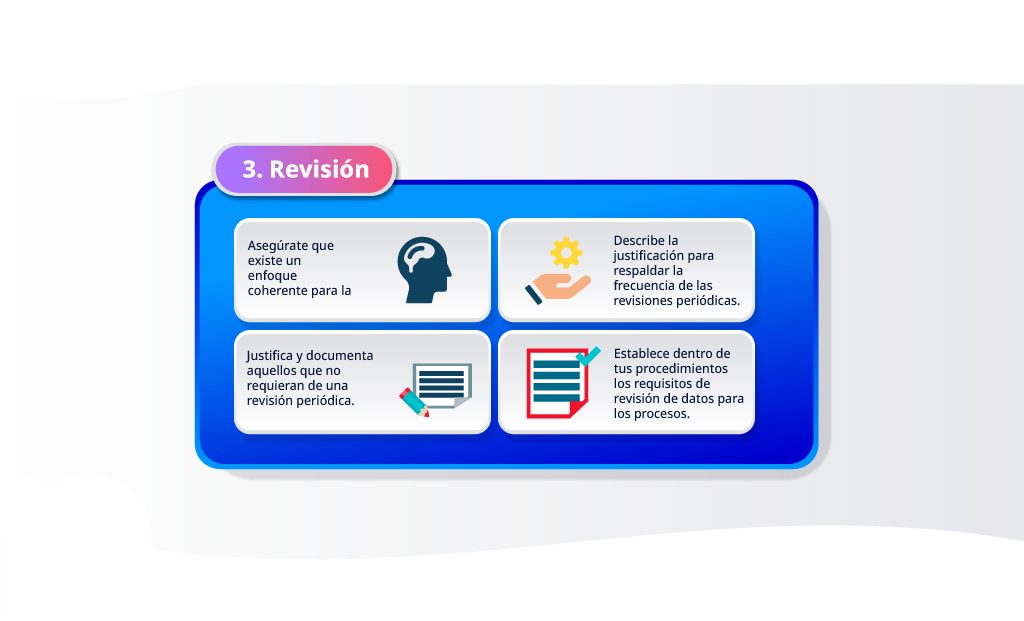 3. Revisión
Asegúrate que
existe un
enfoque
coherente para la
Describe la
justificación para
respaldar la
frecuencia de las
revisiones periódicas.
Justifica y documenta
aquellos que no
requieran de una
revisión periódica.
Establece dentro de
tus procedimientos
los requisitos de
revisión de datos para
los procesos.